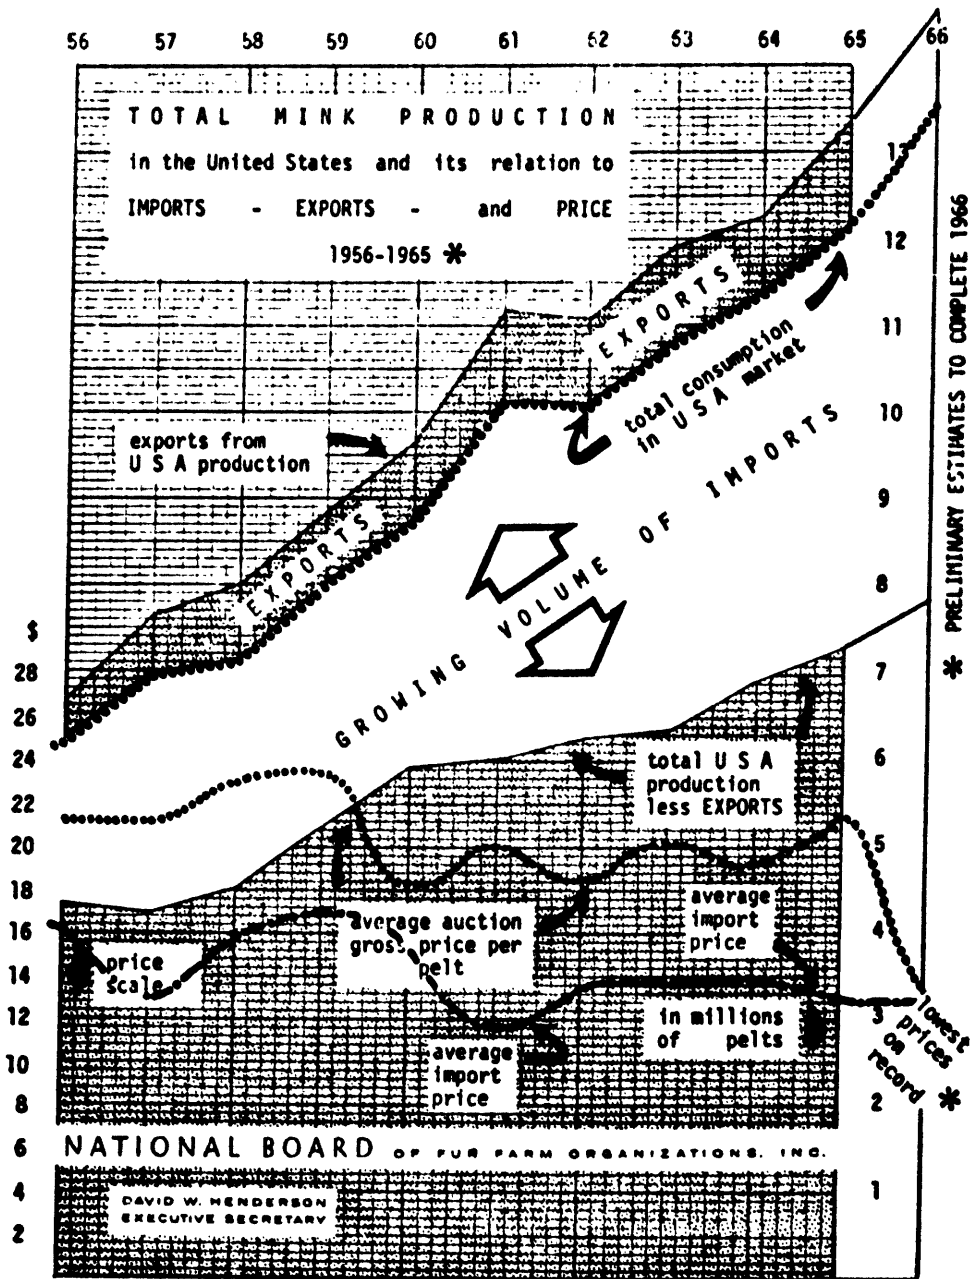 56 57 58 59 60 61 62 63 64 65 66
TOTAL MINK PRODUCTION
in the United States and its relation to
IMPORTS - EXPORTS - and PRICE
1956-1965 *
13
12
11
10
9
8
7
6
5
4
3
2
1
$
28
26
24
22
20
18
16
14
12
10
8
6
4
2
EXPORTS
total consumption
in U S A market
exports from
U S A production
EXPORTS
GROWING VOLUME OF IMPORTS
total U S A
production
less EXPORTS
average
import
price
average auction
gross price per
pelt
price
scale
in millions
of pelts
average
import
price
lowest
prices
on
record *
* PRELIMINARY ESTIMATES TO COMPLETE 1966
NATIONAL BOARD OF FUR FARM ORGANIZATIONS, INC.
DAVID W. HENDERSON
EXECUTIVE SECRETARY